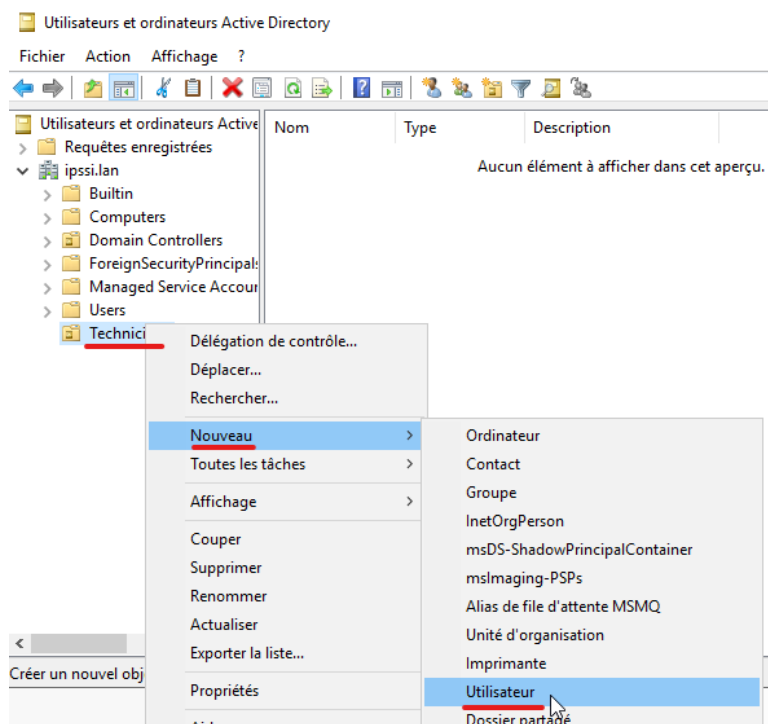 Utilisateurs et ordinateurs Active Directory
Fichier Action Affichage ?
Utilisateurs et ordinateurs Active
Requêtes enregistrées
ipssi.lan
Builtin
Computers
Domain Controllers
ForeignSecurityPrincipals
Managed Service Accour
Users
Technici
Nom Type Description
Aucun élément à afficher dans cet aperçu.
Délégation de contrôle...
Déplacer...
Rechercher...
Nouveau
Toutes les tâches
Affichage
Couper
Supprimer
Renommer
Actualiser
Exporter la liste...
Propriétés
Ordinateur
Contact
Groupe
InetOrgPerson
msDS-ShadowPrincipalContainer
msImaging-PSPs
Alias de file d'attente MSMQ
Unité d'organisation
Imprimante
Utilisateur
Dossier partagé
Créer un nouvel obj